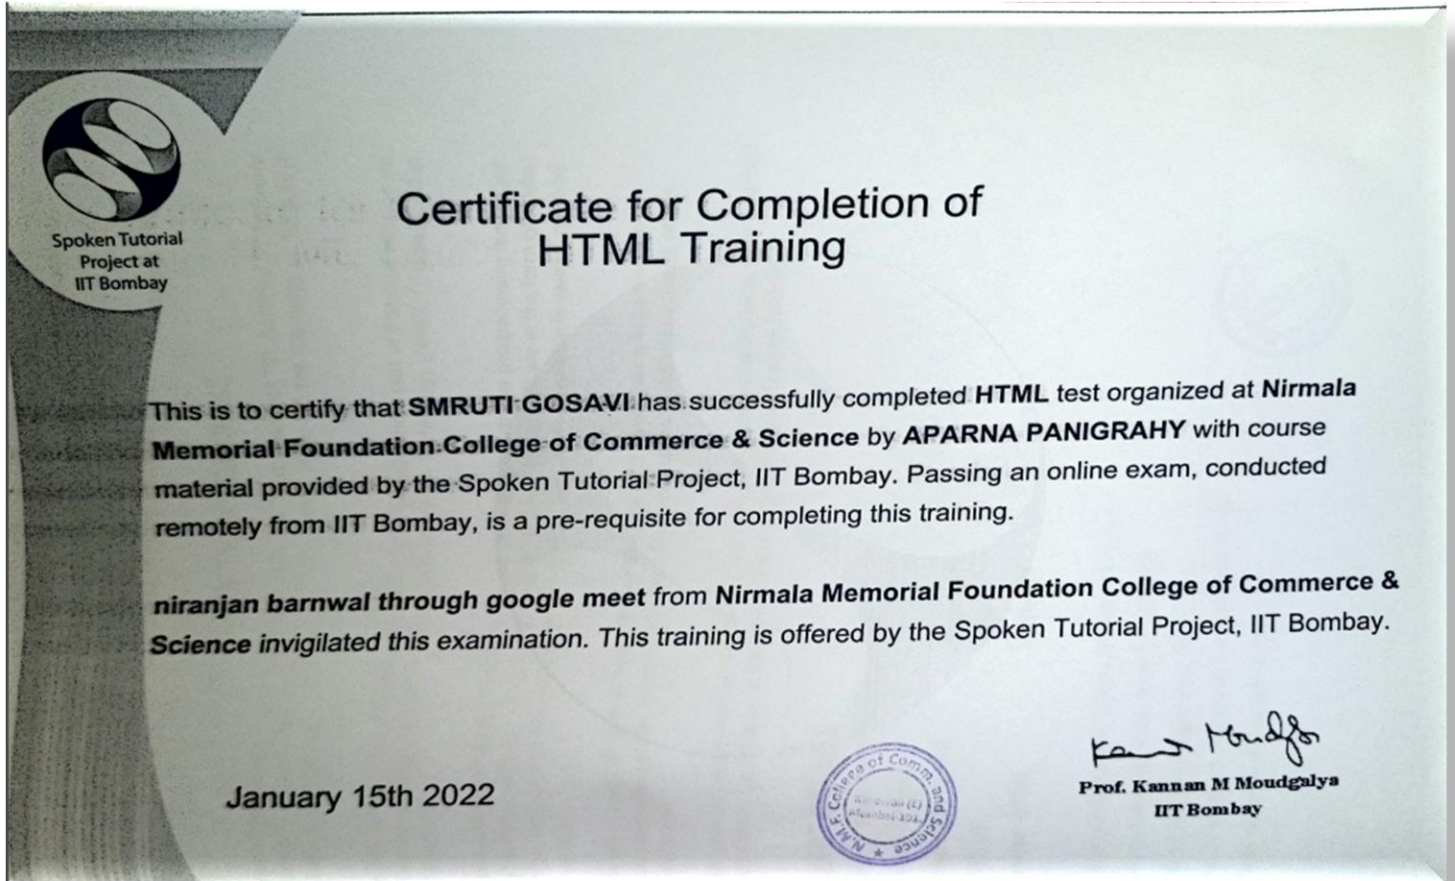 Spoken Tutorial
Project at
IIT Bombay
Certificate for Completion of
HTML Training
This is to certify that SMRUTI GOSAVI has successfully completed HTML test organized at Nirmala
Memorial Foundation College of Commerce & Science by APARNA PANIGRAHY with course
material provided by the Spoken Tutorial Project, IIT Bombay. Passing an online exam, conducted
remotely from IIT Bombay, is a pre-requisite for completing this training.
niranjan barnwal through google meet from Nirmala Memorial Foundation College of Commerce &
Science invigilated this examination. This training is offered by the Spoken Tutorial Project, IIT Bombay.
January 15th 2022
N.M.F. College of Comm. and Science
Prof. Kannan M Moudgalya
IIT Bombay